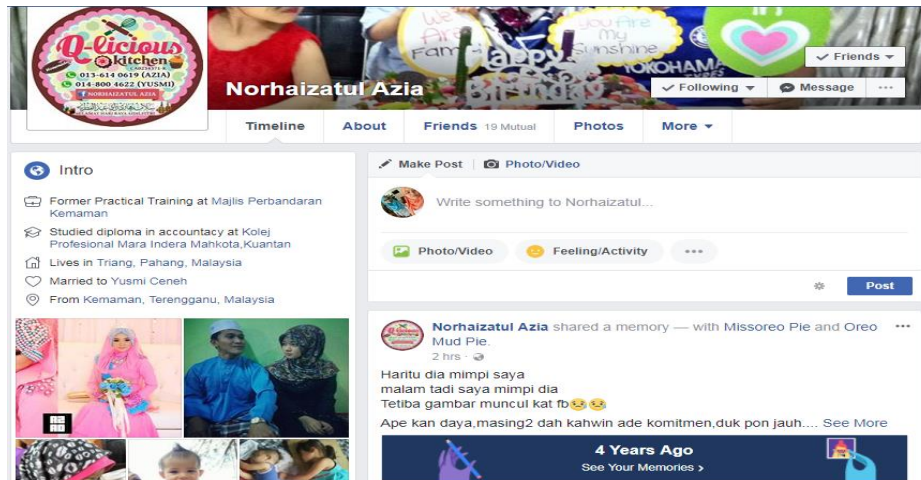 Q-licious
kitchen
CAKES&ETC
013-614 0619 (AZIA)
014-800 4622 (YUSMI)
NORHAIZATUL AZIA
We
Are
Family
Happy
Birthday
You Are
My
Sunshine
YOKOHAMA
TYRES
Norhaizatul Azia
Friends
Following
Message
Timeline
About
Friends 19 Mutual
Photos
More
Intro
Former Practical Training at Majlis Perbandaran
Kemaman
Studied diploma in accountacy at Kolej
Profesional Mara Indera Mahkota,Kuantan
Lives in Triang, Pahang, Malaysia
Married to Yusmi Ceneh
From Kemaman, Terengganu, Malaysia
Make Post
Photo/Video
Write something to Norhaizatul...
Photo/Video
Feeling/Activity
Post
Norhaizatul Azia shared a memory — with Missoreo Pie and Oreo
Mud Pie.
2 hrs
Haritu dia mimpi saya
malam tadi saya mimpi dia
Tetiba gambar muncul kat fb😢😢
Ape kan daya,masing2 dah kahwin ade komitmen,duk pon jauh.... See More
4 Years Ago
See Your Memories